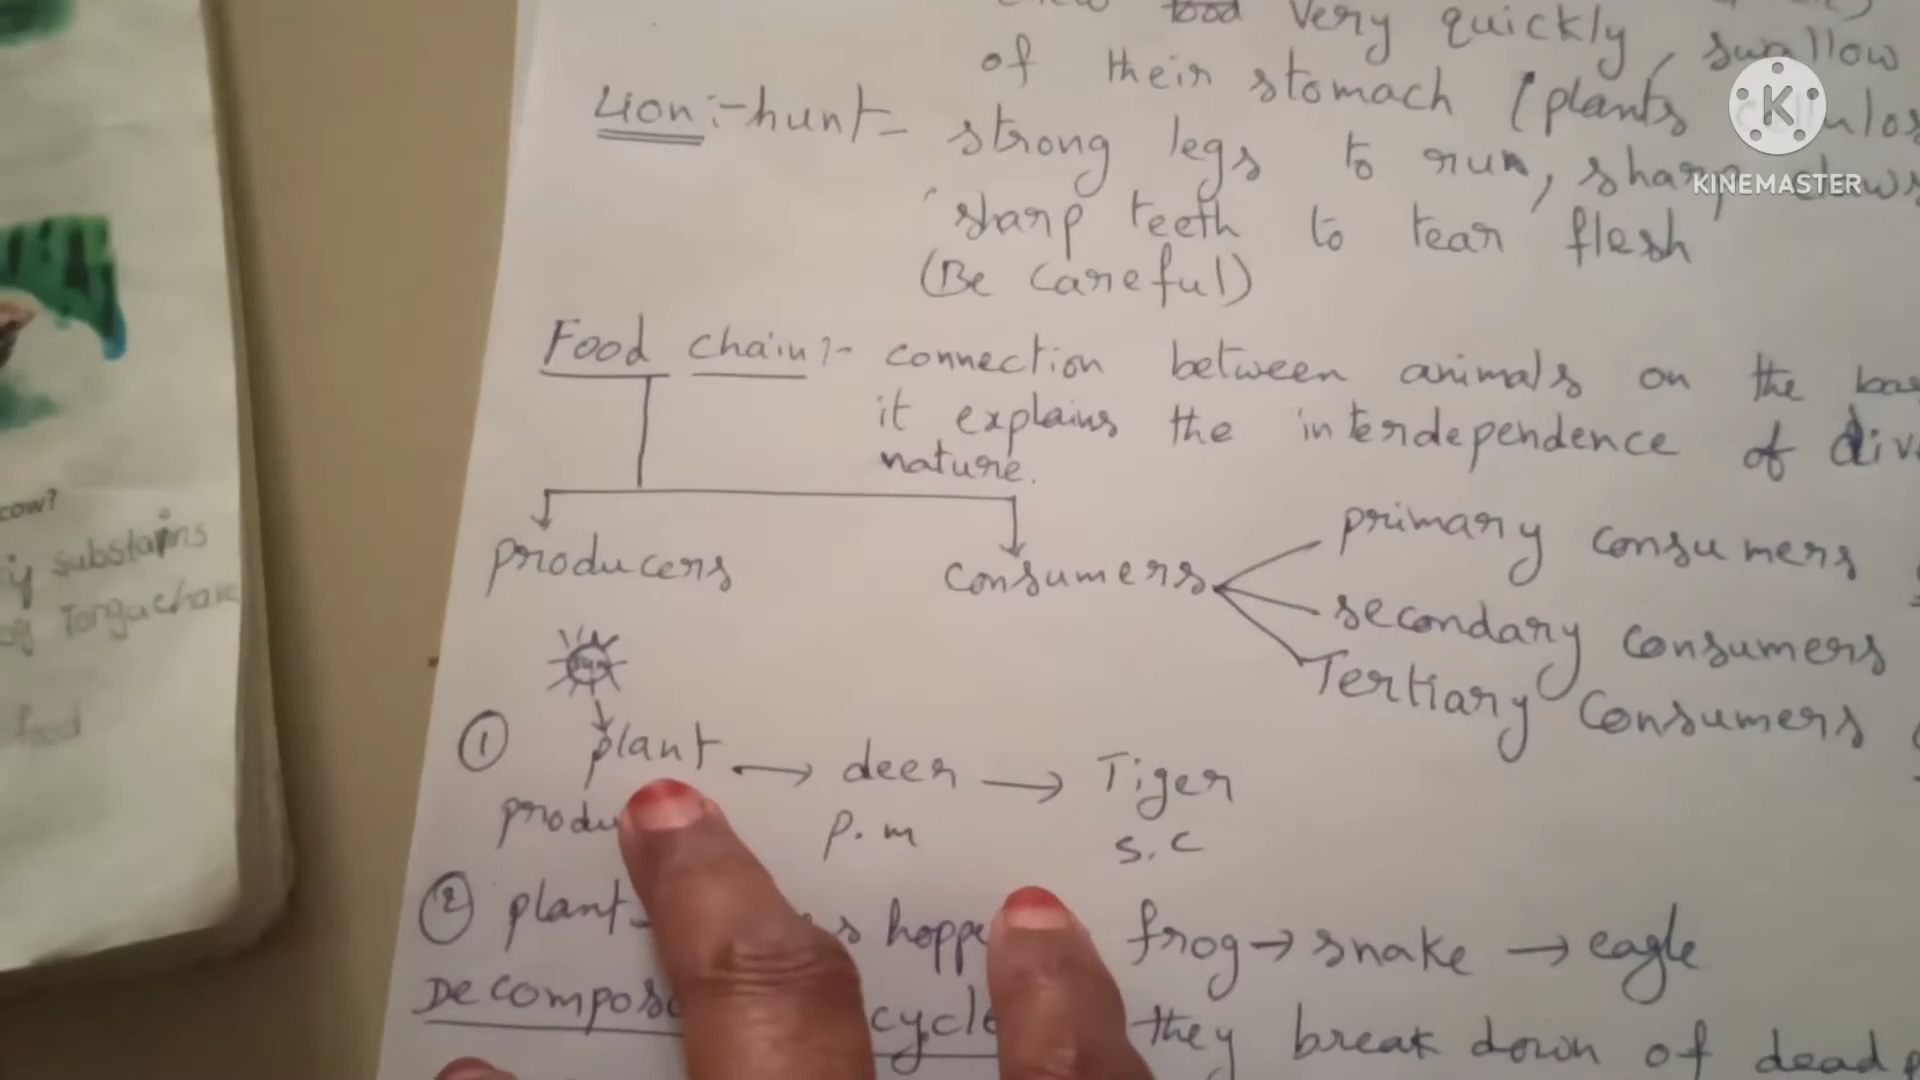 food very quickly, swallow
of their stomach (plants
Lion :- hunt - strong legs to run, sharp
sharp teeth to tear flesh
(Be careful)
Food chain :- connection between animals on the
it explains the interdependence of
nature.
producers
consumers
primary consumers
secondary consumers
Tertiary consumers
sun
① plant → deer → Tiger
p.m
s.c
② plant
frog → snake → eagle
they break down of dead
cow?
food
K
KINEMASTER